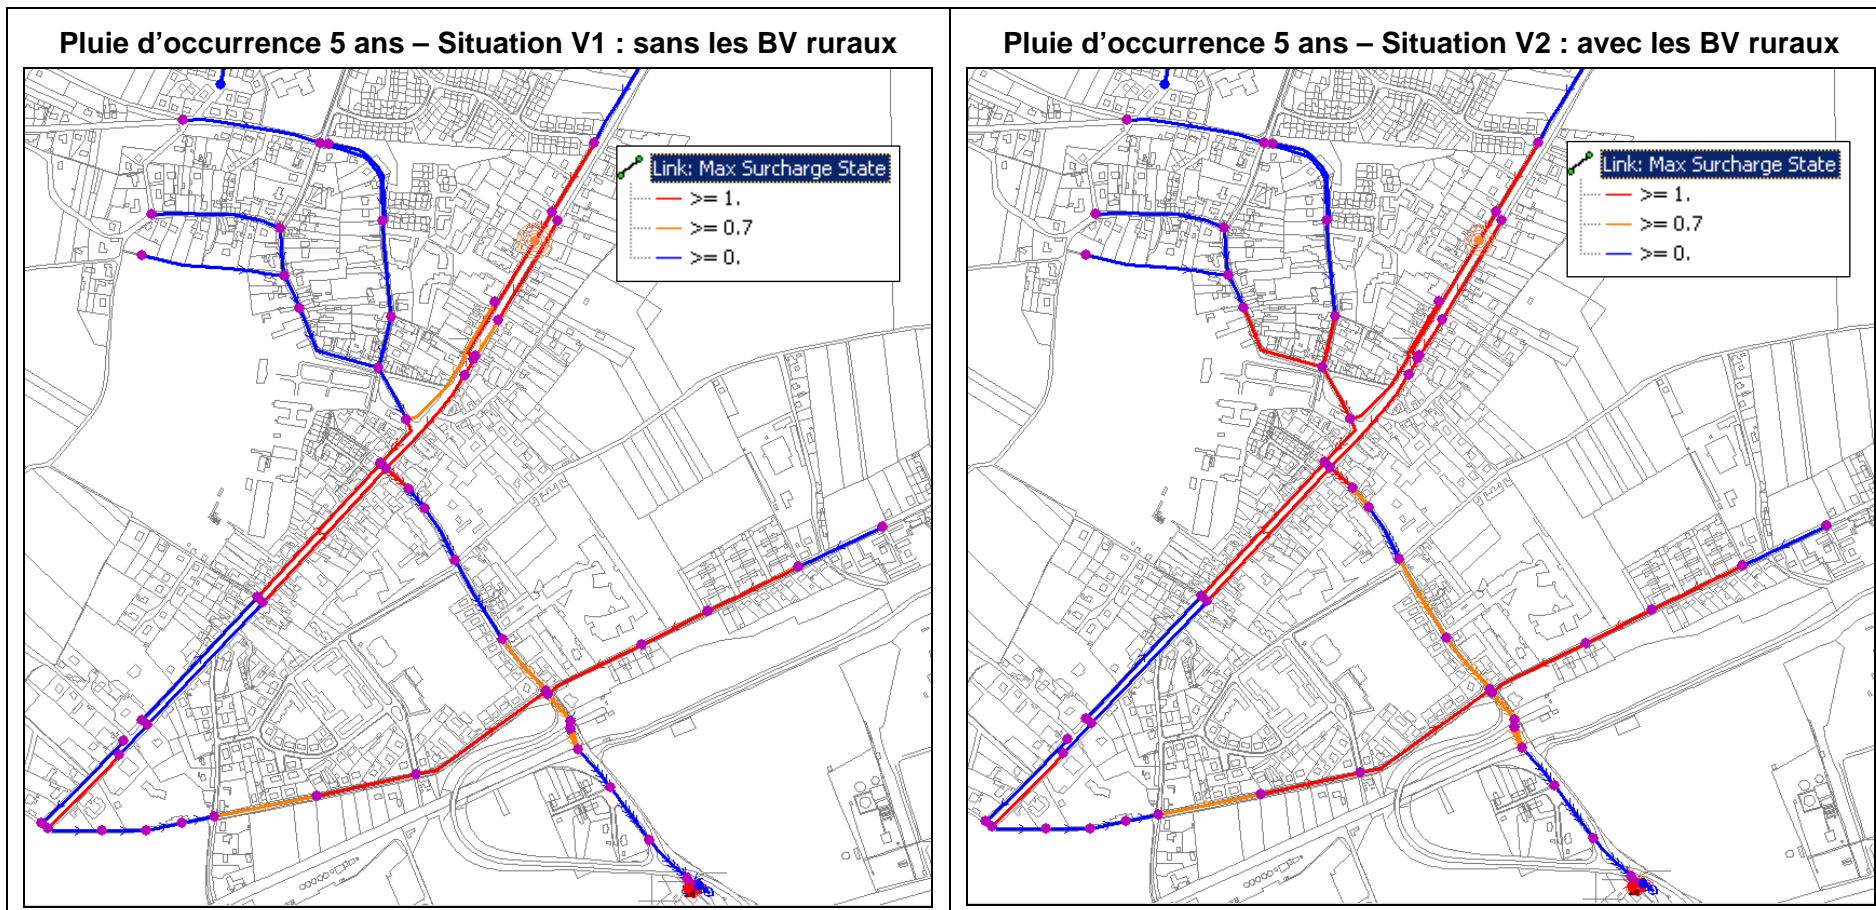 Pluie d'occurrence 5 ans – Situation V1 : sans les BV ruraux
Link: Max Surcharge State
>= 1.
>= 0.7
>= 0.
Pluie d'occurrence 5 ans – Situation V2 : avec les BV ruraux
Link: Max Surcharge State
>= 1.
>= 0.7
>= 0.